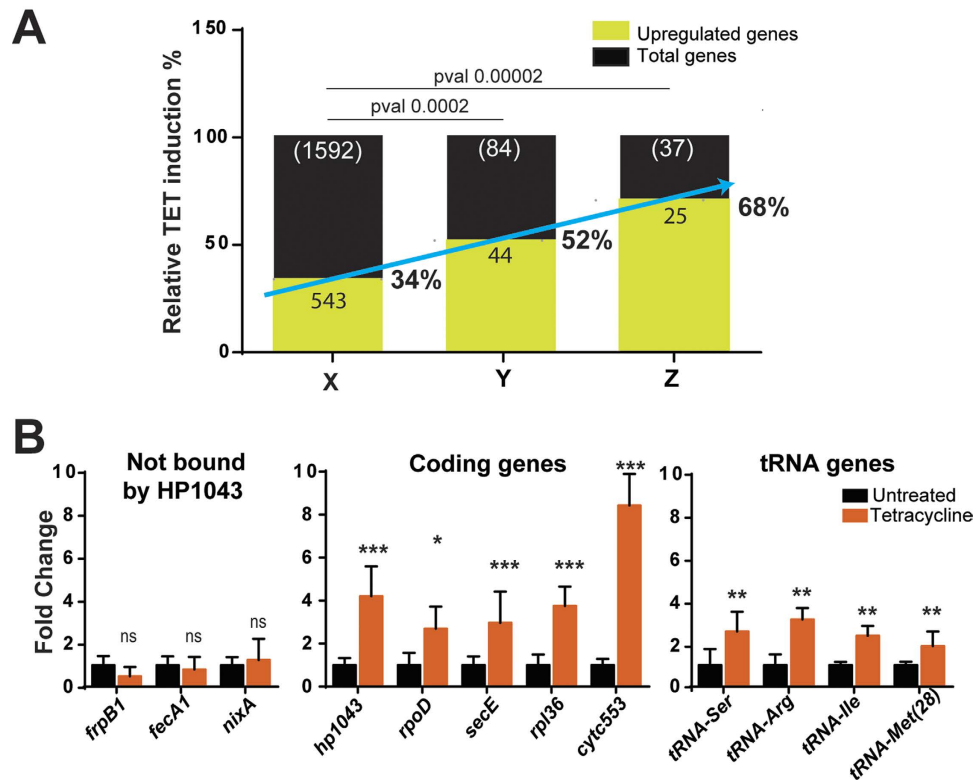 A
Relative TET induction %
150
100
50
0
Upregulated genes
Total genes
pval 0.00002
pval 0.0002
(1592)
(84)
(37)
543
34%
44
52%
25
68%
X
Y
Z
B
Fold Change
Not bound
by HP1043
10
8
6
4
2
0
ns
ns
ns
frpB1
fecA1
nixA
Coding genes
10
8
6
4
2
0
***
*
***
***
***
hp1043
rpoD
secE
rpl36
cytc553
tRNA genes
Untreated
Tetracycline
10
8
6
4
2
0
**
**
**
**
tRNA-Ser
tRNA-Arg
tRNA-Ile
tRNA-Met(28)